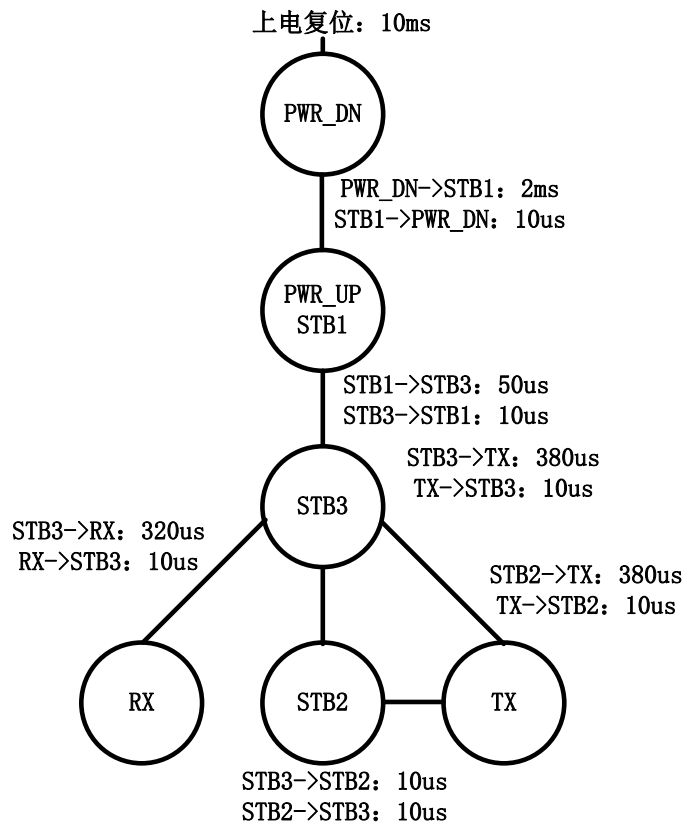 上电复位：10ms
PWR_DN
PWR_DN->STB1：2ms
STB1->PWR_DN：10us
PWR_UP
STB1
STB1->STB3：50us
STB3->STB1：10us
STB3->TX：380us
TX->STB3：10us
STB3
STB3->RX：320us
RX->STB3：10us
STB2->TX：380us
TX->STB2：10us
RX
STB2
TX
STB3->STB2：10us
STB2->STB3：10us